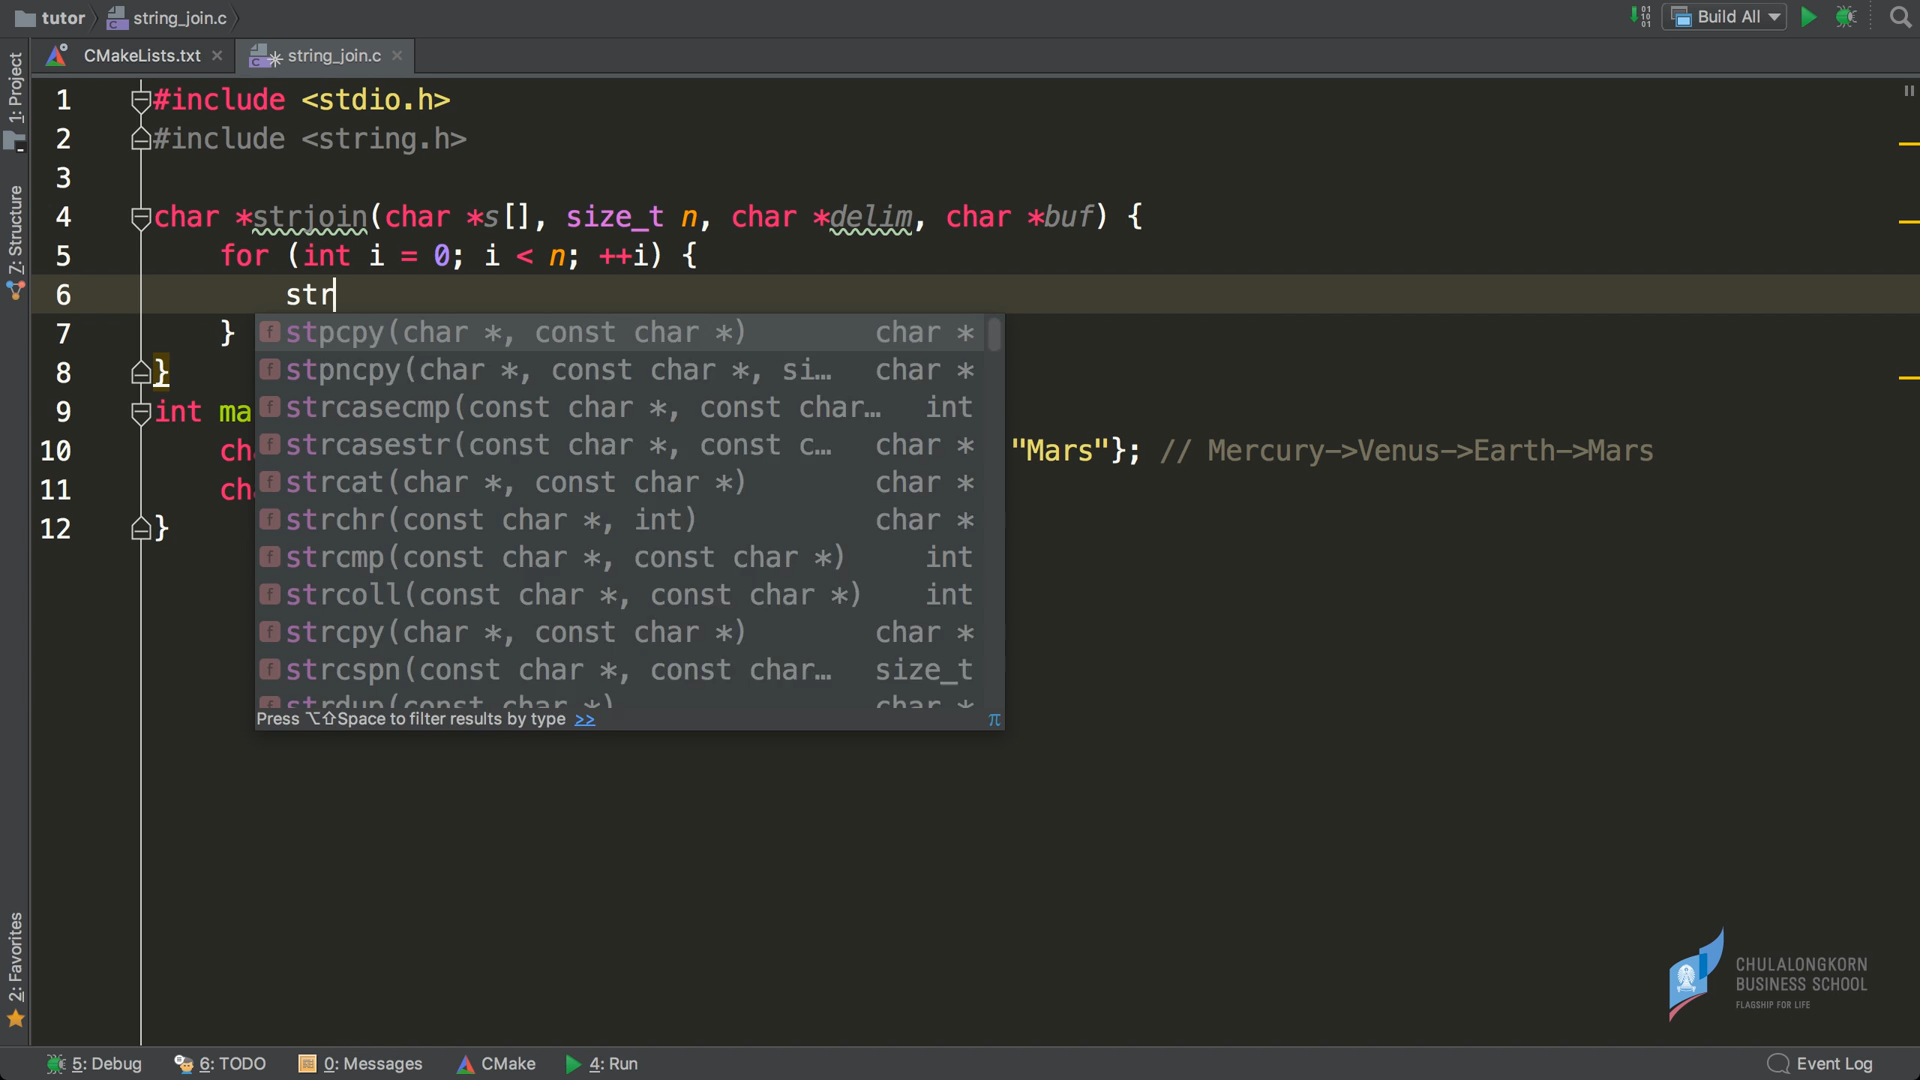 tutor string_join.c Build All
CMakeLists.txt string_join.c
1: Project
Z: Structure
2: Favorites
1 #include <stdio.h>
2 #include <string.h>
3
4 char *strjoin(char *s[], size_t n, char *delim, char *buf) {
5 for (int i = 0; i < n; ++i) {
6 str
7 }
8 }
9 int ma
10 cha "Mars"}; // Mercury->Venus->Earth->Mars
11 cha
12 }
f stpcpy(char *, const char *) char *
f stpncpy(char *, const char *, si… char *
f strcasecmp(const char *, const char… int
f strcasestr(const char *, const c… char *
f strcat(char *, const char *) char *
f strchr(const char *, int) char *
f strcmp(const char *, const char *) int
f strcoll(const char *, const char *) int
f strcpy(char *, const char *) char *
f strcspn(const char *, const char… size_t
f strdup(const char *) char *
Press ⌥⇧Space to filter results by type >> π
CHULALONGKORN
BUSINESS SCHOOL
FLAGSHIP FOR LIFE
5: Debug 6: TODO 0: Messages CMake 4: Run Event Log